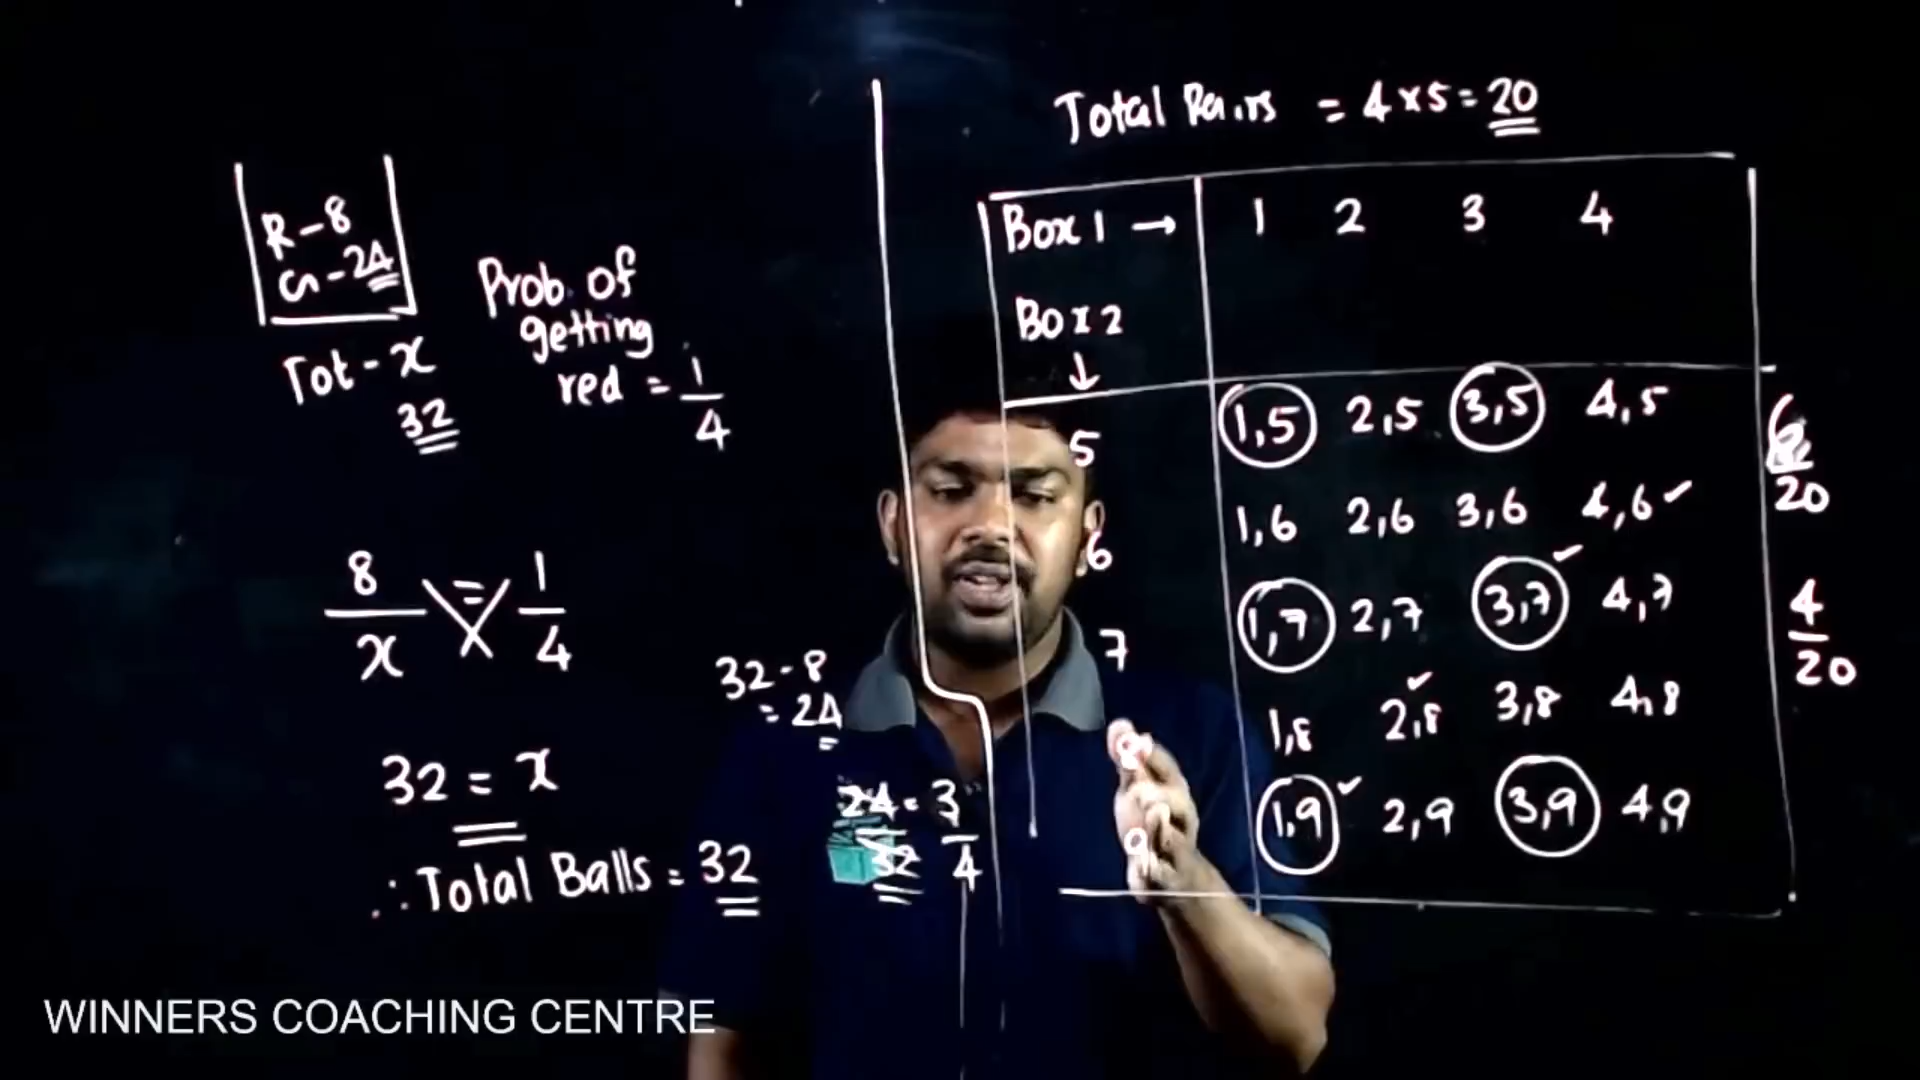 R-8
G-24
Tot - x
32
Prob. of
getting
red = 1/4
8/x = 1/4
32 = x
∴ Total Balls = 32
32-8
= 24
24/32 = 3/4
Total Pairs = 4×5=20
Box 1 → 1 2 3 4
Box 2
↓
5 1,5 2,5 3,5 4,5
6 1,6 2,6 3,6 4,6 ✓
7 1,7 2,7 3,7 ✓ 4,7
8 1,8 2,8 ✓ 3,8 4,8
9 1,9 ✓ 2,9 3,9 4,9
6/20
4/20
WINNERS COACHING CENTRE